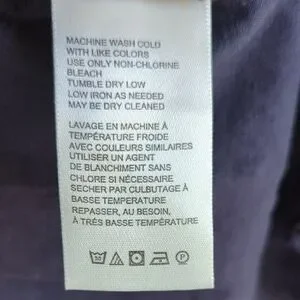 MACHINE WASH COLD
WITH LIKE COLORS
USE ONLY NON-CHLORINE
BLEACH
TUMBLE DRY LOW
LOW IRON AS NEEDED
MAY BE DRY CLEANED
LAVAGE EN MACHINE À
TEMPÉRATURE FROIDE
AVEC COULEURS SIMILAIRES
UTILISER UN AGENT
DE BLANCHIMENT SANS
CHLORE SI NÉCESSAIRE
SECHER PAR CULBUTAGE À
BASSE TEMPERATURE
REPASSER, AU BESOIN,
À TRÈS BASSE TEMPÉRATURE
30 P